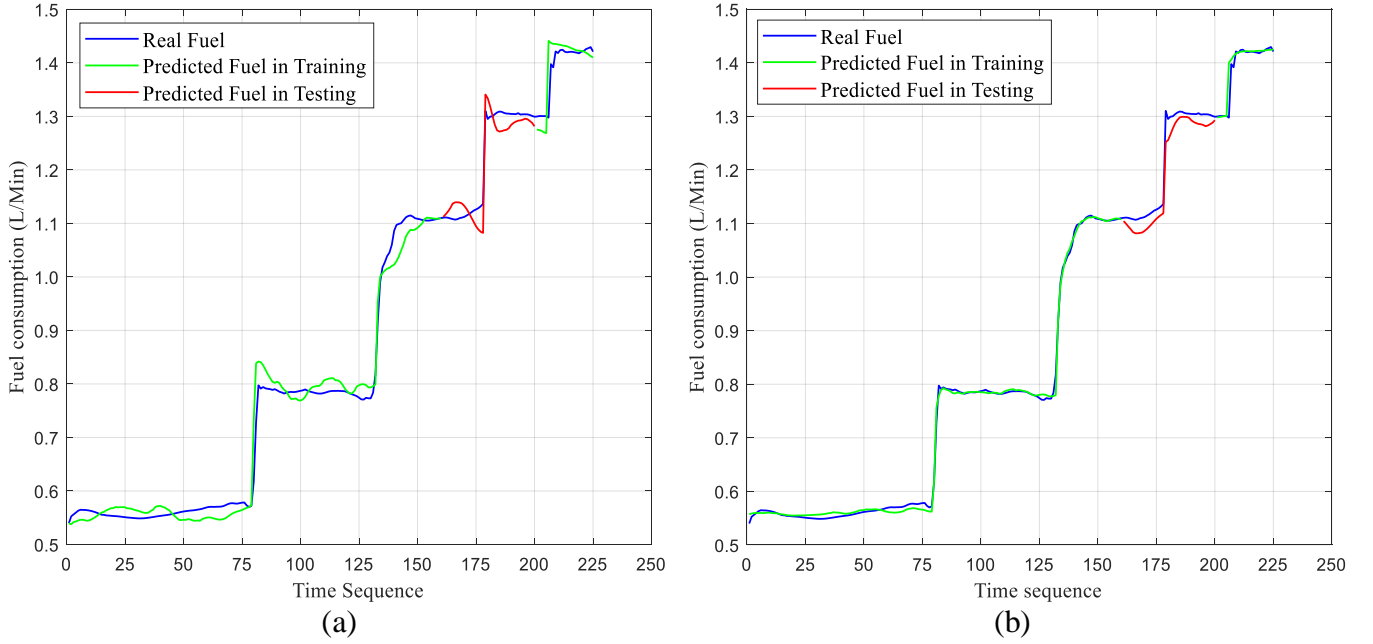 Real Fuel
Predicted Fuel in Training
Predicted Fuel in Testing
1.5
1.4
1.3
1.2
1.1
1.0
0.9
0.8
0.7
0.6
0.5
Fuel consumption (L/Min)
0 25 50 75 100 125 150 175 200 225 250
Time Sequence
(a)
Real Fuel
Predicted Fuel in Training
Predicted Fuel in Testing
1.5
1.4
1.3
1.2
1.1
1.0
0.9
0.8
0.7
0.6
0.5
Fuel consumption (L/Min)
0 25 50 75 100 125 150 175 200 225 250
Time sequence
(b)